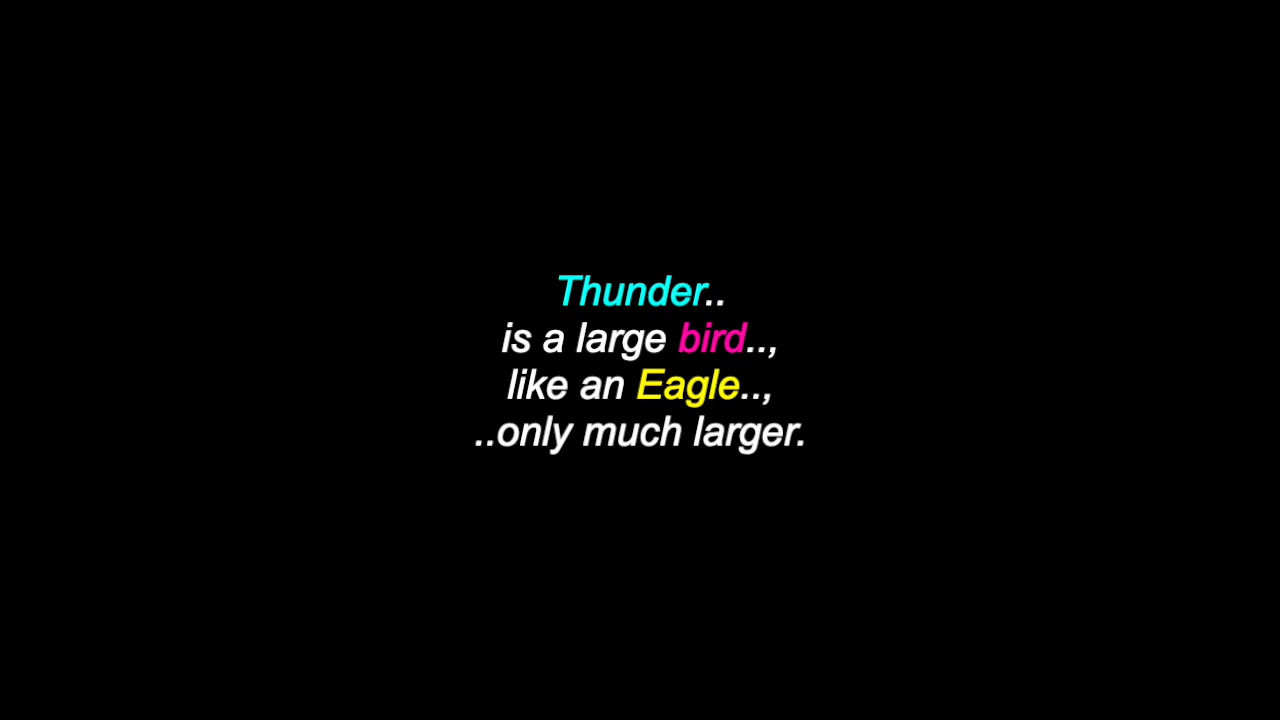 Thunder..
is a large bird..,
like an Eagle..,
..only much larger.